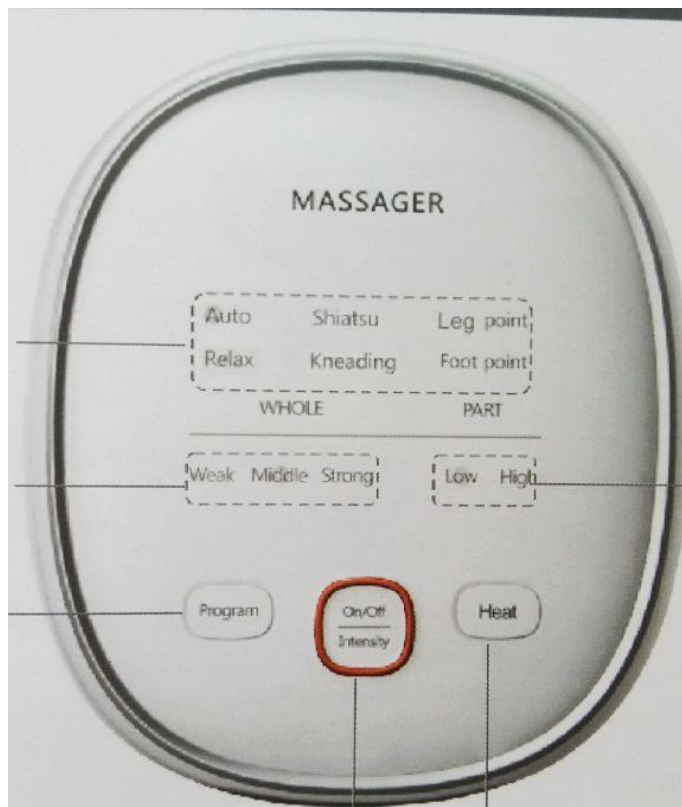 MASSAGER
Auto Shiatsu Leg point
Relax Kneading Foot point
WHOLE PART
Weak Middle Strong Low High
Program On/Off Heat
Intensity